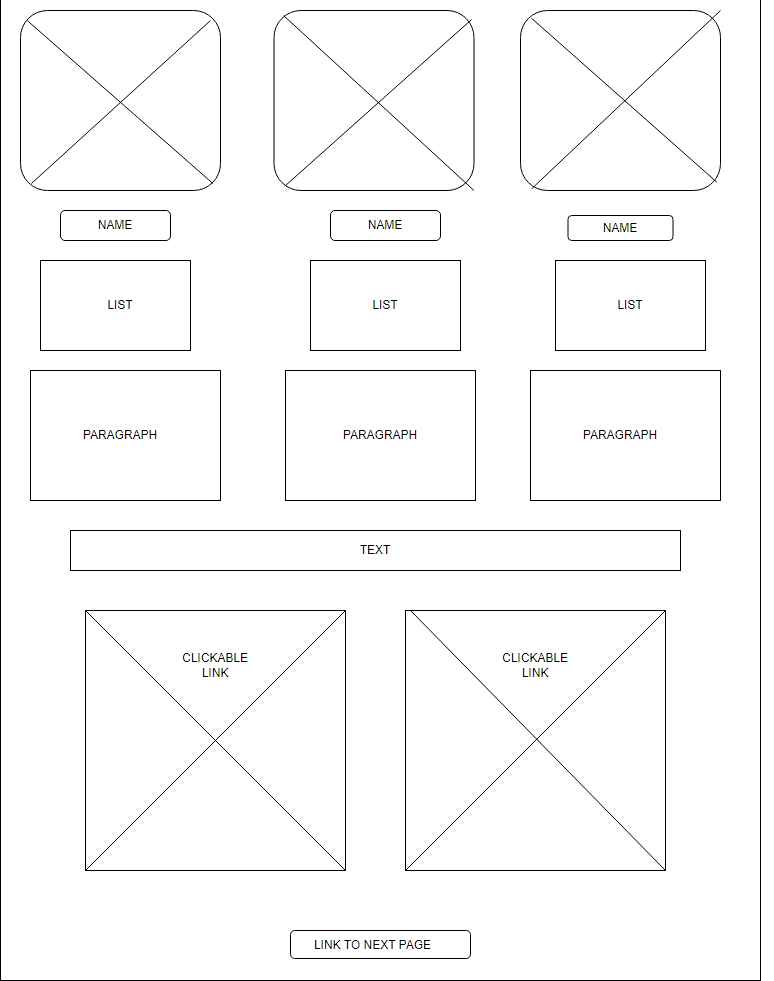 NAME
NAME
NAME
LIST
LIST
LIST
PARAGRAPH
PARAGRAPH
PARAGRAPH
TEXT
CLICKABLE
LINK
CLICKABLE
LINK
LINK TO NEXT PAGE